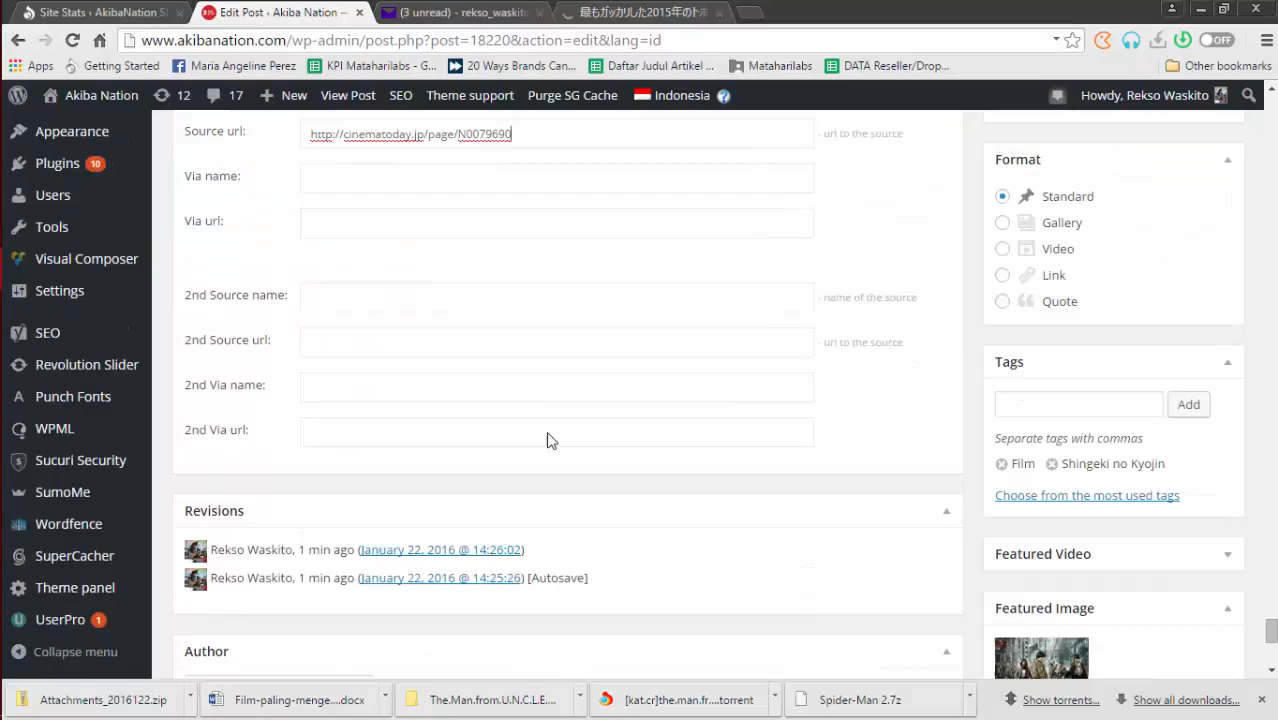 Site Stats ‹ AkibaNation S
Edit Post ‹ Akiba Nation —
(3 unread) - rekso_waskito
最もガッカリした2015年のトホ
www.akibanation.com/wp-admin/post.php?post=18220&action=edit&lang=id
OFF
Apps
Getting Started
Maria Angeline Perez
KPI Mataharilabs - G...
20 Ways Brands Can...
Daftar Judul Artikel ...
Mataharilabs
DATA Reseller/Drop...
Other bookmarks
Akiba Nation
12
17
New
View Post
SEO
Theme support
Purge SG Cache
Indonesia
Howdy, Rekso Waskito
Appearance
Plugins 10
Users
Tools
Visual Composer
Settings
SEO
Revolution Slider
Punch Fonts
WPML
Sucuri Security
SumoMe
Wordfence
SuperCacher
Theme panel
UserPro 1
Collapse menu
Source url:
http://cinematoday.jp/page/N0079690
- url to the source
Via name:
Via url:
2nd Source name:
- name of the source
2nd Source url:
- url to the source
2nd Via name:
2nd Via url:
Revisions
Rekso Waskito, 1 min ago (January 22, 2016 @ 14:26:02)
Rekso Waskito, 1 min ago (January 22, 2016 @ 14:25:26) [Autosave]
Author
Format
Standard
Gallery
Video
Link
Quote
Tags
Add
Separate tags with commas
Film
Shingeki no Kyojin
Choose from the most used tags
Featured Video
Featured Image
Attachments_2016122.zip
Film-paling-menge....docx
The.Man.from.U.N.C.L.E....
[kat.cr]the.man.fr....torrent
Spider-Man 2.7z
Show torrents...
Show all downloads...